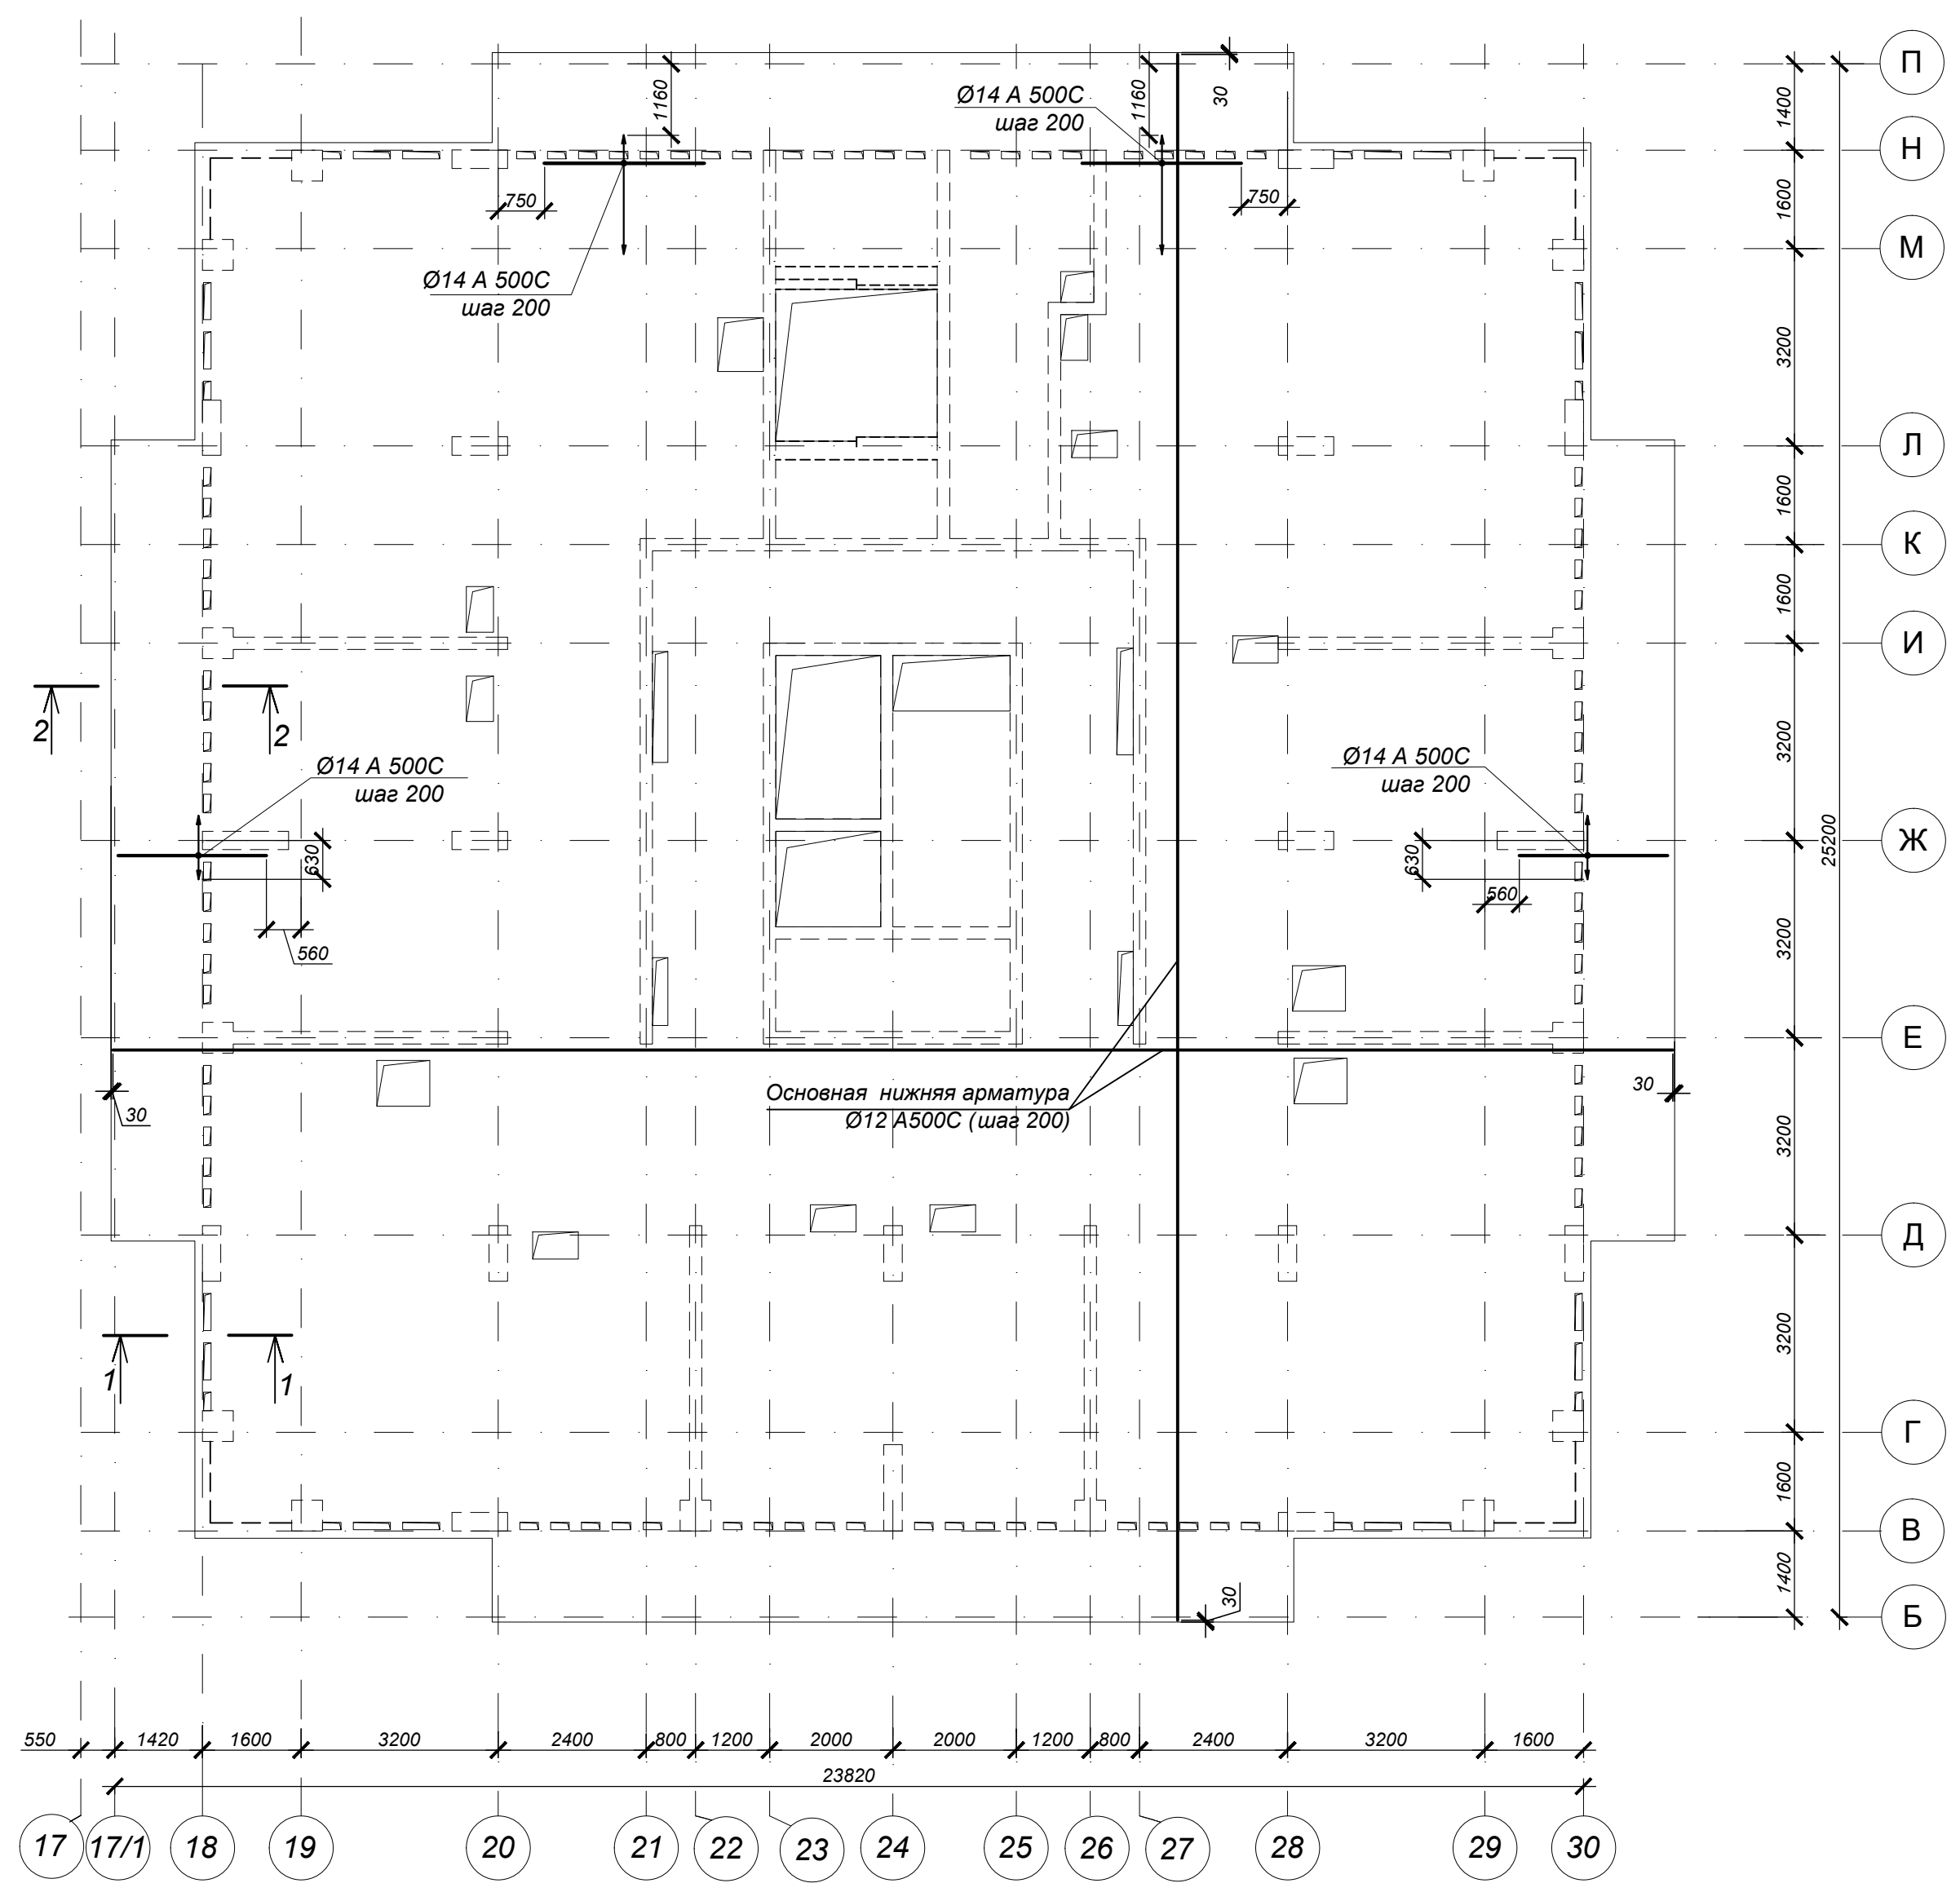 П
1160
Ø14 А 500С
шаг 200
1160
30
1400
Н
750
750
1600
М
Ø14 А 500С
шаг 200
3200
Л
1600
К
1600
И
2
2
3200
Ø14 А 500С
шаг 200
Ø14 А 500С
шаг 200
630
630
25200
Ж
560
560
3200
Е
30
Основная нижняя арматура
Ø12 А500С (шаг 200)
30
3200
Д
1
1
3200
Г
1600
В
30
1400
Б
550
1420
1600
3200
2400
800
1200
2000
2000
1200
800
2400
3200
1600
23820
17
17/1
18
19
20
21
22
23
24
25
26
27
28
29
30